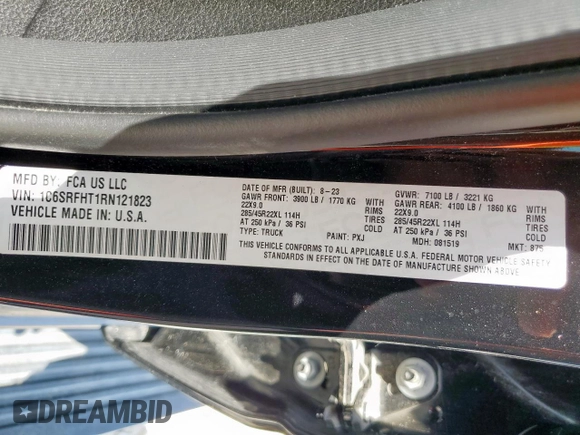 MFD BY: FCA US LLC
VIN: 1C6SRFHT1RN121823
VEHICLE MADE IN: U.S.A.
DATE OF MFR (BUILT): 8-23 GVWR: 7100 LB / 3221 KG
GAWR FRONT: 3900 LB / 1770 KG WITH GAWR REAR: 4100 LB / 1860 KG WITH
22X9.0 RIMS 22X9.0 RIMS
285/45R22XL 114H TIRES 285/45R22XL 114H TIRES
AT 250 kPa / 36 PSI AT 250 kPa / 36 PSI
TYPE: TRUCK PAINT: PXJ MDH: 081519 MKT: 875
THIS VEHICLE CONFORMS TO ALL APPLICABLE U.S.A. FEDERAL MOTOR VEHICLE SAFETY
STANDARDS IN EFFECT ON THE DATE OF MANUFACTURE SHOWN ABOVE
DREAMBID